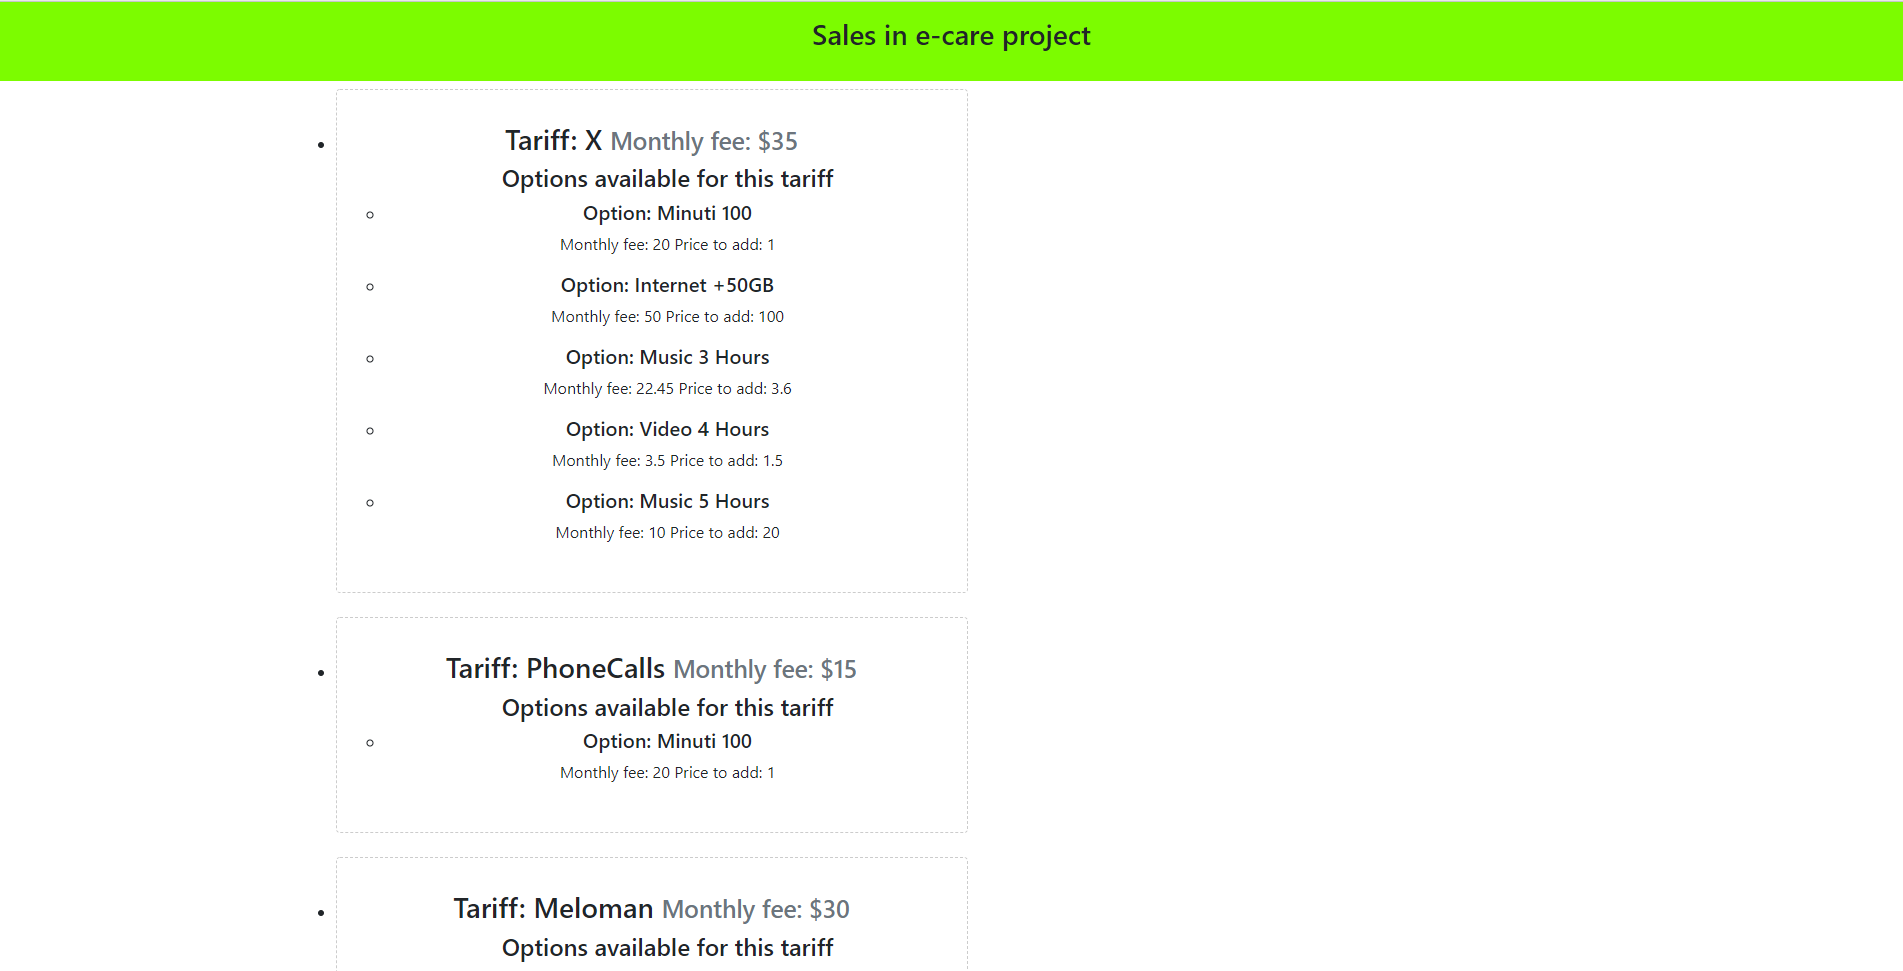 Sales in e-care project
Tariff: X Monthly fee: $35
Options available for this tariff
Option: Minuti 100
Monthly fee: 20 Price to add: 1
Option: Internet +50GB
Monthly fee: 50 Price to add: 100
Option: Music 3 Hours
Monthly fee: 22.45 Price to add: 3.6
Option: Video 4 Hours
Monthly fee: 3.5 Price to add: 1.5
Option: Music 5 Hours
Monthly fee: 10 Price to add: 20
Tariff: PhoneCalls Monthly fee: $15
Options available for this tariff
Option: Minuti 100
Monthly fee: 20 Price to add: 1
Tariff: Meloman Monthly fee: $30
Options available for this tariff